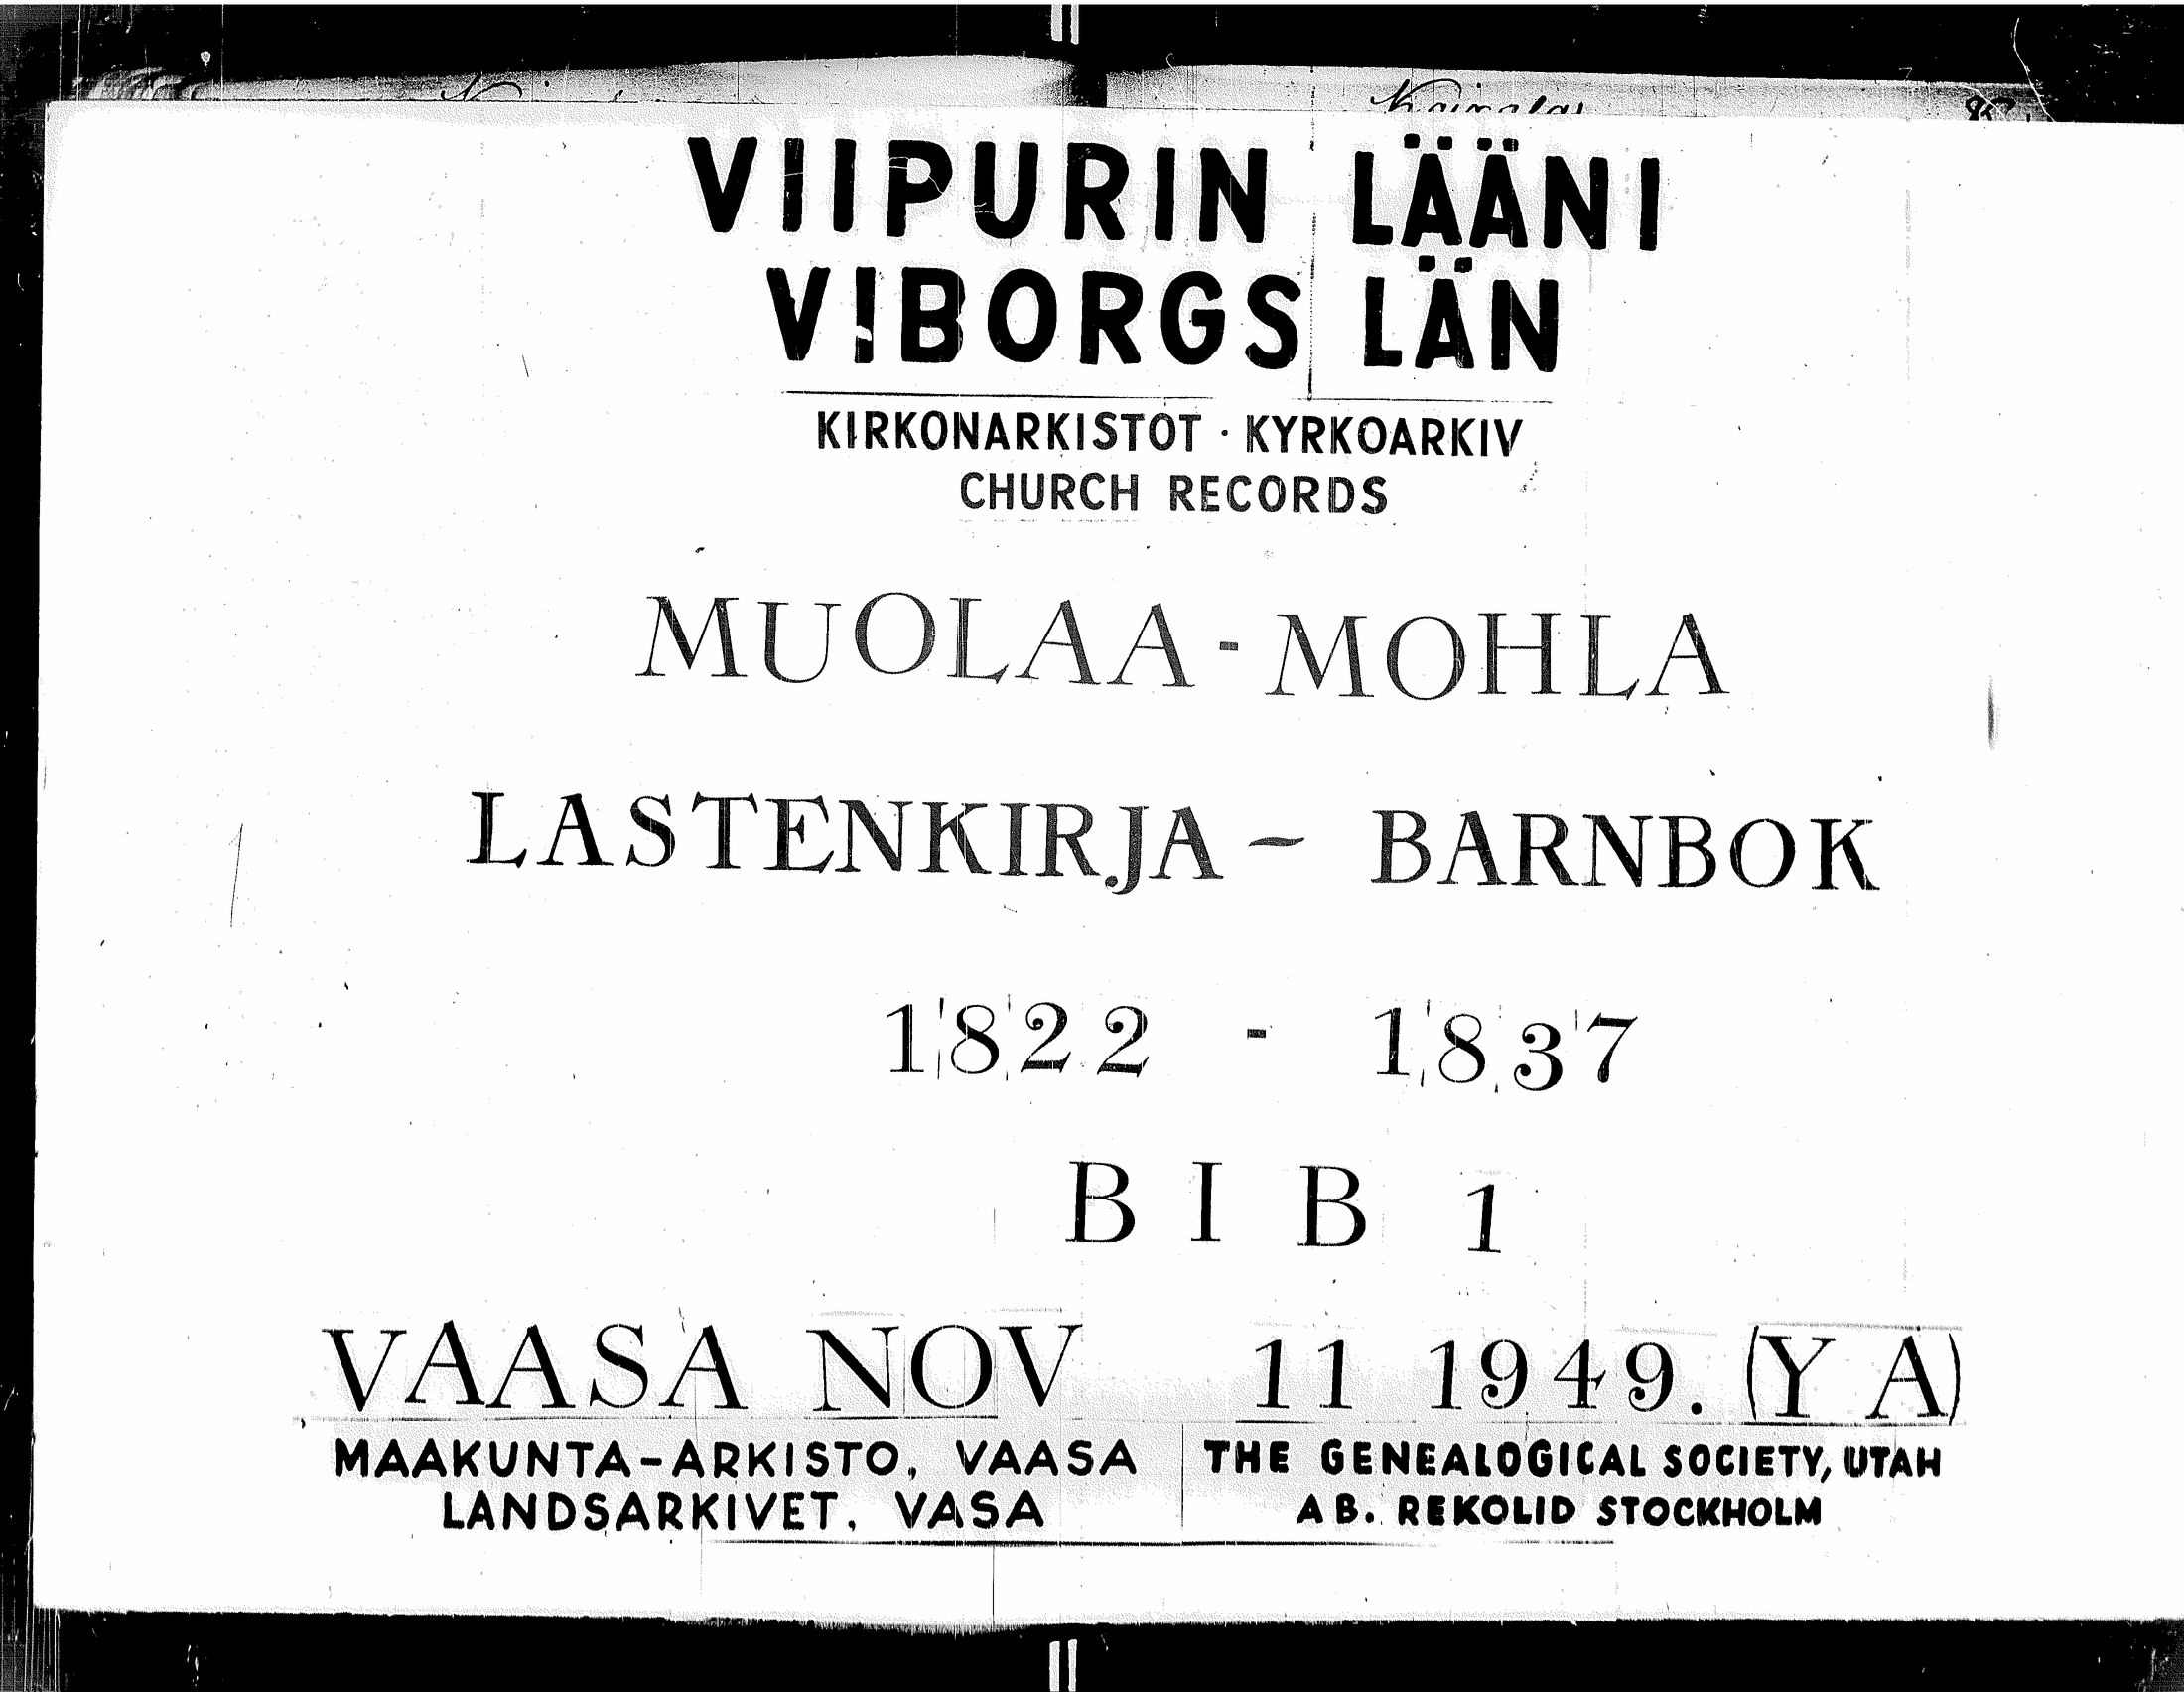 VIIPURIN LÄÄNI
VIBORGS LÄN
KIRKONARKISTOT · KYRKOARKIV
CHURCH RECORDS
MUOLAA - MOHLA
LASTENKIRJA ~ BARNBOK
1822 - 1837
B I B 1
VAASA NOV 11 1949. (Y A)
MAAKUNTA-ARKISTO, VAASA
LANDSARKIVET, VASA
THE GENEALOGICAL SOCIETY, UTAH
AB. REKOLID STOCKHOLM